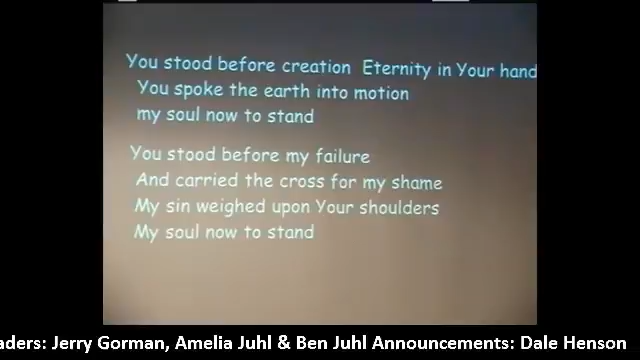 You stood before creation Eternity in Your hand
You spoke the earth into motion
my soul now to stand
You stood before my failure
And carried the cross for my shame
My sin weighed upon Your shoulders
My soul now to stand
aders: Jerry Gorman, Amelia Juhl & Ben Juhl Announcements: Dale Henson